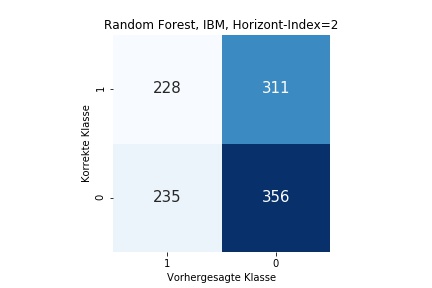 Random Forest, IBM, Horizont-Index=2
Korrekte Klasse
1
228
311
0
235
356
1
0
Vorhergesagte Klasse